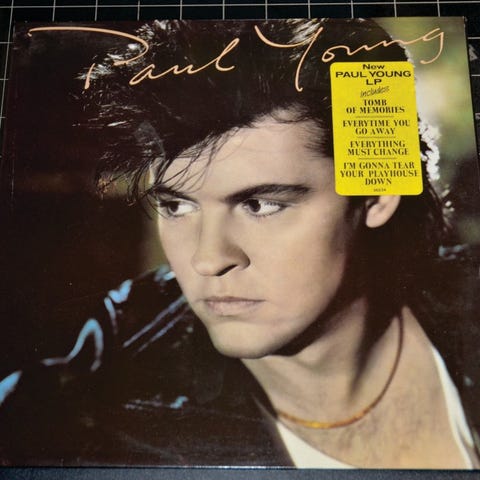 Paul Young
New
PAUL YOUNG
LP
includes
TOMB
OF MEMORIES
EVERYTIME YOU
GO AWAY
EVERYTHING
MUST CHANGE
I'M GONNA TEAR
YOUR PLAYHOUSE
DOWN